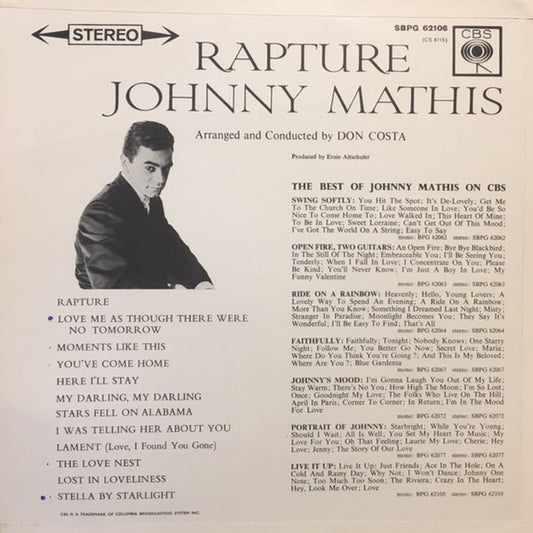 STEREO
SBPG 62106
(CS 8715)
CBS
RAPTURE
JOHNNY MATHIS
Arranged and Conducted by DON COSTA
Produced by Ernie Altschuler
RAPTURE
LOVE ME AS THOUGH THERE WERE
NO TOMORROW
MOMENTS LIKE THIS
YOU'VE COME HOME
HERE I'LL STAY
MY DARLING, MY DARLING
STARS FELL ON ALABAMA
I WAS TELLING HER ABOUT YOU
LAMENT (Love, I Found You Gone)
THE LOVE NEST
LOST IN LOVELINESS
STELLA BY STARLIGHT
CBS IS A TRADEMARK OF COLUMBIA BROADCASTING SYSTEM INC.
THE BEST OF JOHNNY MATHIS ON CBS
SWING SOFTLY: You Hit The Spot; It's De-Lovely; Get Me
To The Church On Time; Like Someone In Love; You'd Be So
Nice To Come Home To; Love Walked In; This Heart Of Mine;
To Be In Love; Sweet Lorraine; Can't Get Out Of This Mood;
I've Got The World On A String; Easy To Say
mono: BPG 62062 stereo: SBPG 62062
OPEN FIRE, TWO GUITARS: An Open Fire; Bye Bye Blackbird;
In The Still Of The Night; Embraceable You; I'll Be Seeing You;
Tenderly; When I Fall In Love; I Concentrate On You; Please
Be Kind; You'll Never Know; I'm Just A Boy In Love; My
Funny Valentine
mono: BPG 62063 stereo: SBPG 62063
RIDE ON A RAINBOW: Heavenly; Hello, Young Lovers; A
Lovely Way To Spend An Evening; A Ride On A Rainbow;
More Than You Know; Something I Dreamed Last Night; Misty;
Stranger In Paradise; Moonlight Becomes You; They Say It's
Wonderful; I'll Be Easy To Find; That's All
mono: BPG 62064 stereo: SBPG 62064
FAITHFULLY: Faithfully; Tonight; Nobody Knows; One Starry
Night; Follow Me; You Better Go Now; Secret Love; Maria;
Where Do You Think You're Going?; And This Is My Beloved;
Where Are You?; Blue Gardenia
mono: BPG 62067 stereo: SBPG 62067
JOHNNY'S MOOD: I'm Gonna Laugh You Out Of My Life;
Stay Warm; There's No You; How High The Moon; I'm So Lost;
Once; Goodnight My Love; The Folks Who Live On The Hill;
April In Paris; Corner To Corner; In Return; I'm In The Mood
For Love
mono: BPG 62072 stereo: SBPG 62072
PORTRAIT OF JOHNNY: Starbright; While You're Young,
Should I Wait; All Is Well; You Set My Heart To Music; My
Love For You; Oh That Feeling; Laurie My Love; Cherie; Hey
Love; Jenny; The Story Of Our Love
mono: BPG 62077 stereo: SBPG 62077
LIVE IT UP: Live It Up; Just Friends; Ace In The Hole; On A
Cold And Rainy Day; Why Not; I Won't Dance; Johnny One
Note; Too Much Too Soon; The Riviera; Crazy In The Heart;
Hey, Look Me Over; Love
mono: BPG 62105 stereo: SBPG 62105